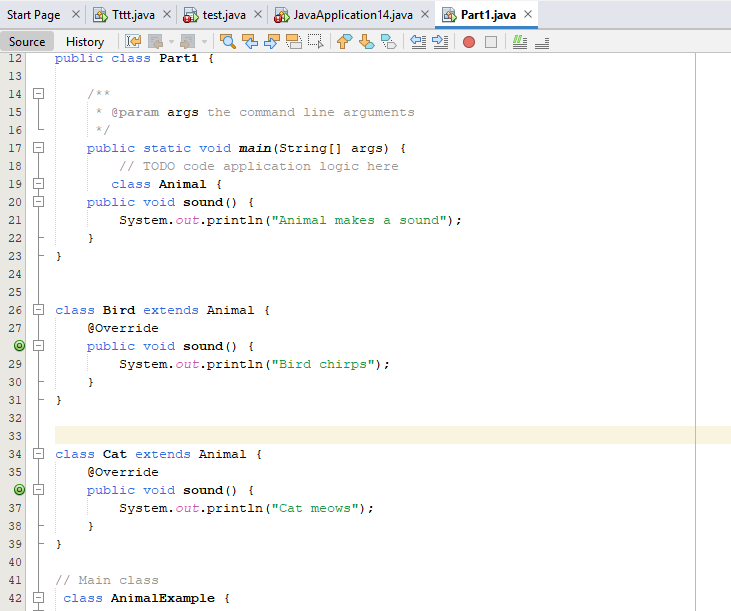 Start Page Tttt.java test.java JavaApplication14.java Part1.java
Source History
12 public class Part1 {
13
14 /**
15 * @param args the command line arguments
16 */
17 public static void main(String[] args) {
18 // TODO code application logic here
19 class Animal {
20 public void sound() {
21 System.out.println("Animal makes a sound");
22 }
23 }
24
25
26 class Bird extends Animal {
27 @Override
public void sound() {
29 System.out.println("Bird chirps");
30 }
31 }
32
33
34 class Cat extends Animal {
35 @Override
public void sound() {
37 System.out.println("Cat meows");
38 }
39 }
40
41 // Main class
42 class AnimalExample {